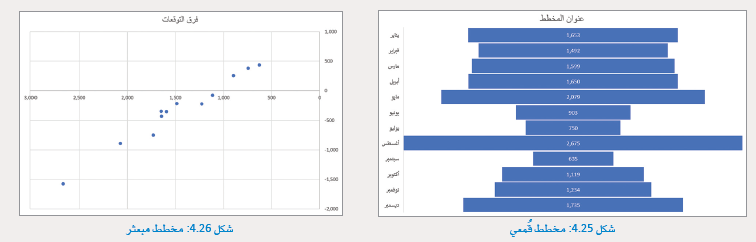 عنوان المخطط
يناير 1,653
فبراير 1,492
مارس 1,599
أبريل 1,650
مايو 2,079
يونيو 903
يوليو 750
أغسطس 2,675
سبتمبر 635
أكتوبر 1,119
نوفمبر 1,234
ديسمبر 1,735
شكل 4.25: مخطط قُمعي
فرق التوقعات
1,000
500
3,000 2,500 2,000 1,500 1,000 500 0 0
-500
-1,000
-1,500
-2,000
شكل 4.26: مخطط مبعثر